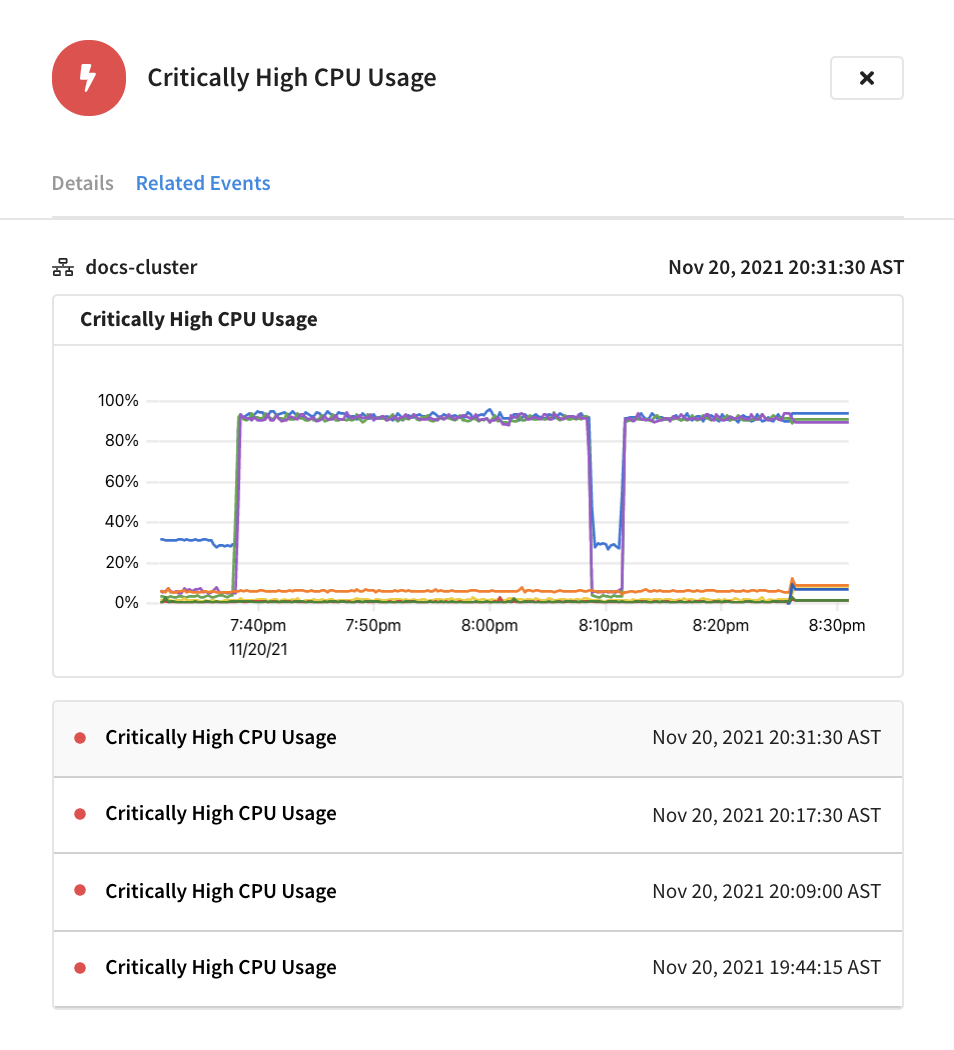 Critically High CPU Usage
Details Related Events
docs-cluster Nov 20, 2021 20:31:30 AST
Critically High CPU Usage
100%
80%
60%
40%
20%
0%
7:40pm 7:50pm 8:00pm 8:10pm 8:20pm 8:30pm
11/20/21
Critically High CPU Usage Nov 20, 2021 20:31:30 AST
Critically High CPU Usage Nov 20, 2021 20:17:30 AST
Critically High CPU Usage Nov 20, 2021 20:09:00 AST
Critically High CPU Usage Nov 20, 2021 19:44:15 AST